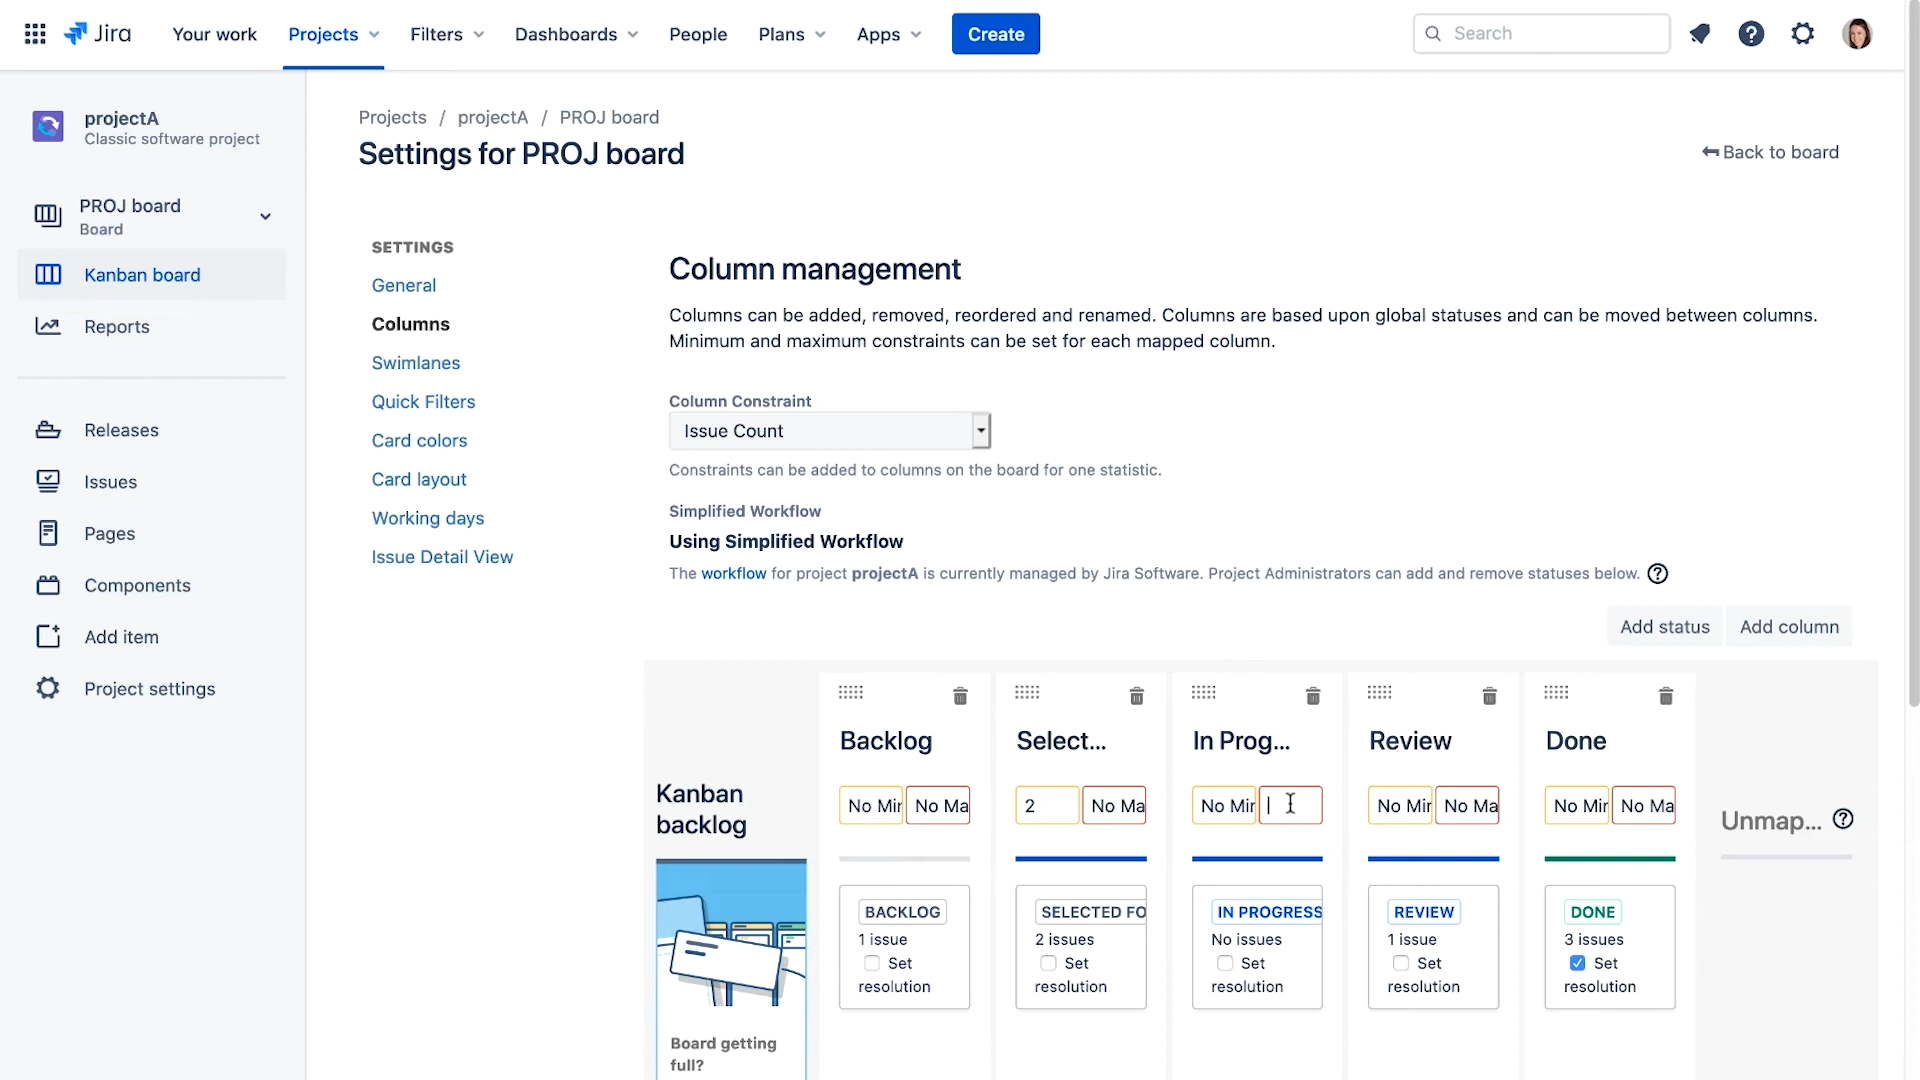 Jira
Your work
Projects
Filters
Dashboards
People
Plans
Apps
Create
Search
projectA
Classic software project
PROJ board
Board
Kanban board
Reports
Releases
Issues
Pages
Components
Add item
Project settings
Projects / projectA / PROJ board
Settings for PROJ board
Back to board
SETTINGS
General
Columns
Swimlanes
Quick Filters
Card colors
Card layout
Working days
Issue Detail View
Column management
Columns can be added, removed, reordered and renamed. Columns are based upon global statuses and can be moved between columns.
Minimum and maximum constraints can be set for each mapped column.
Column Constraint
Issue Count
Constraints can be added to columns on the board for one statistic.
Simplified Workflow
Using Simplified Workflow
The workflow for project projectA is currently managed by Jira Software. Project Administrators can add and remove statuses below.
Add status
Add column
Kanban
backlog
Board getting
full?
Backlog
No Mir
No Ma
BACKLOG
1 issue
Set
resolution
Select...
2
No Ma
SELECTED FO
2 issues
Set
resolution
In Prog...
No Mir
IN PROGRESS
No issues
Set
resolution
Review
No Mir
No Ma
REVIEW
1 issue
Set
resolution
Done
No Mir
No Ma
DONE
3 issues
Set
resolution
Unmap...